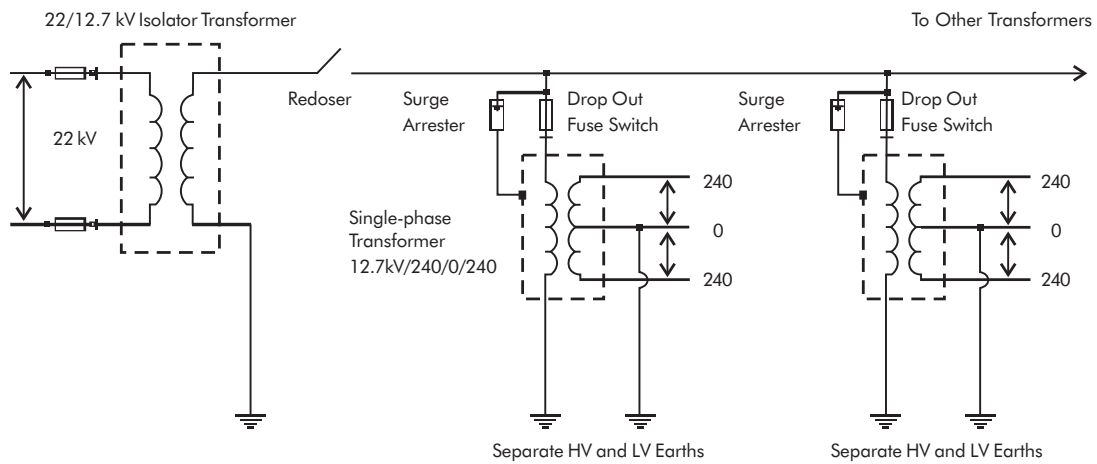 22/12.7 kV Isolator Transformer
To Other Transformers
22 kV
Redoser
Surge
Arrester
Drop Out
Fuse Switch
Surge
Arrester
Drop Out
Fuse Switch
Single-phase
Transformer
12.7kV/240/0/240
240
0
240
240
0
240
Separate HV and LV Earths
Separate HV and LV Earths